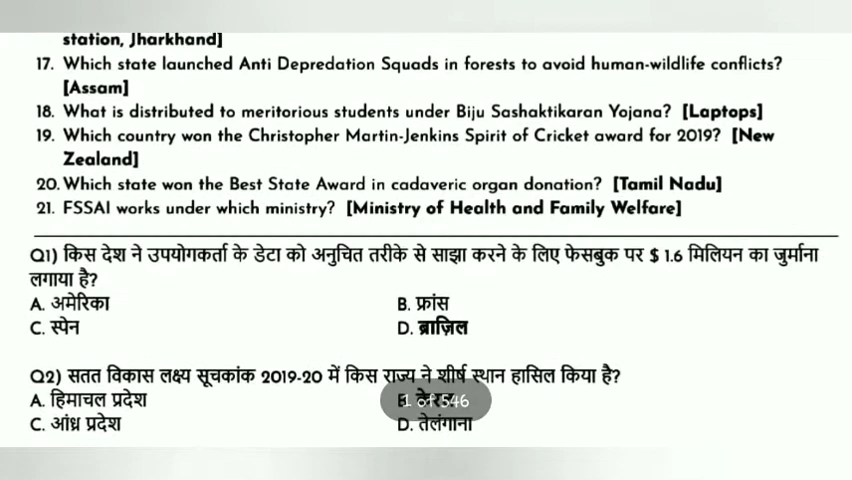 station, Jharkhand]
17. Which state launched Anti Depredation Squads in forests to avoid human-wildlife conflicts?
[Assam]
18. What is distributed to meritorious students under Biju Sashaktikaran Yojana? [Laptops]
19. Which country won the Christopher Martin-Jenkins Spirit of Cricket award for 2019? [New
Zealand]
20. Which state won the Best State Award in cadaveric organ donation? [Tamil Nadu]
21. FSSAI works under which ministry? [Ministry of Health and Family Welfare]
Q1) किस देश ने उपयोगकर्ता के डेटा को अनुचित तरीके से साझा करने के लिए फेसबुक पर $ 1.6 मिलियन का जुर्माना
लगाया है?
A. अमेरिका B. फ्रांस
C. स्पेन D. ब्राज़िल
Q2) सतत विकास लक्ष्य सूचकांक 2019-20 में किस राज्य ने शीर्ष स्थान हासिल किया है?
A. हिमाचल प्रदेश B
1 of 546
C. आंध्र प्रदेश D. तेलंगाना